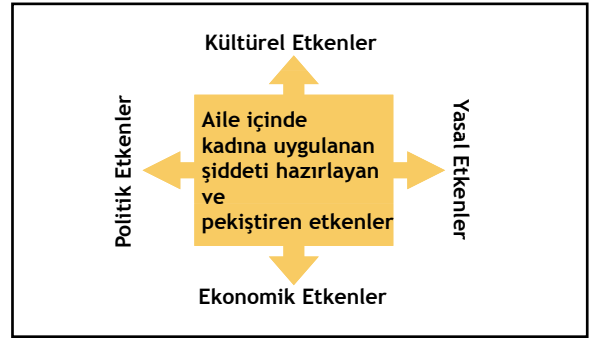 Kültürel Etkenler
Politik Etkenler
Aile içinde
kadına uygulanan
şiddeti hazırlayan
ve
pekiştiren etkenler
Yasal Etkenler
Ekonomik Etkenler